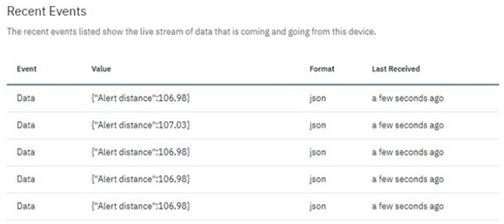 Recent Events
The recent events listed show the live stream of data that is coming and going from this device.
Event Value Format Last Received
Data {"Alert distance":106.98} json a few seconds ago
Data {"Alert distance":107.03} json a few seconds ago
Data {"Alert distance":106.98} json a few seconds ago
Data {"Alert distance":106.98} json a few seconds ago
Data {"Alert distance":106.98} json a few seconds ago